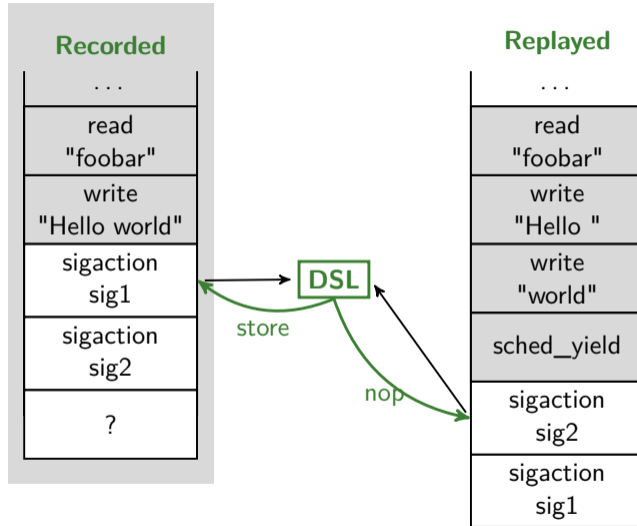 Recorded
. . .
read
"foobar"
write
"Hello world"
sigaction
sig1
sigaction
sig2
?
DSL
store
nop
Replayed
. . .
read
"foobar"
write
"Hello "
write
"world"
sched_yield
sigaction
sig2
sigaction
sig1